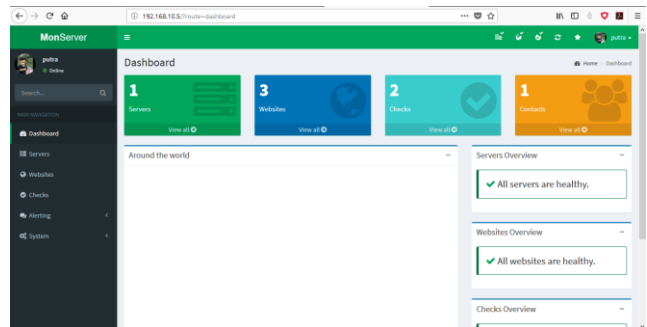 192.168.10.5/?route=dashboard
MonServer
putra
putra
Online
Search...
MAIN NAVIGATION
Dashboard
Servers
Websites
Checks
Alerting
System
Dashboard
Home > Dashboard
1
Servers
View all
3
Websites
View all
2
Checks
View all
1
Contacts
View all
Around the world
Servers Overview
All servers are healthy.
Websites Overview
All websites are healthy.
Checks Overview